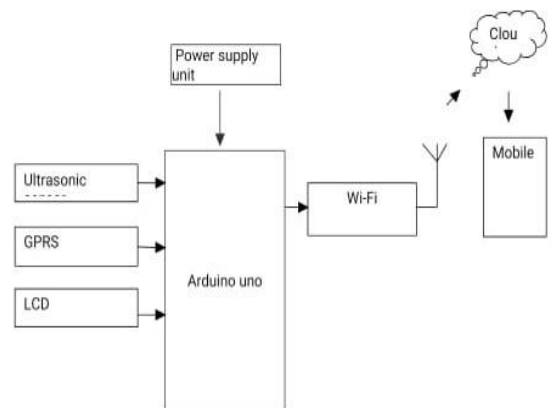 Clou
Power supply
unit
Mobile
Ultrasonic
Wi-Fi
GPRS
Arduino uno
LCD